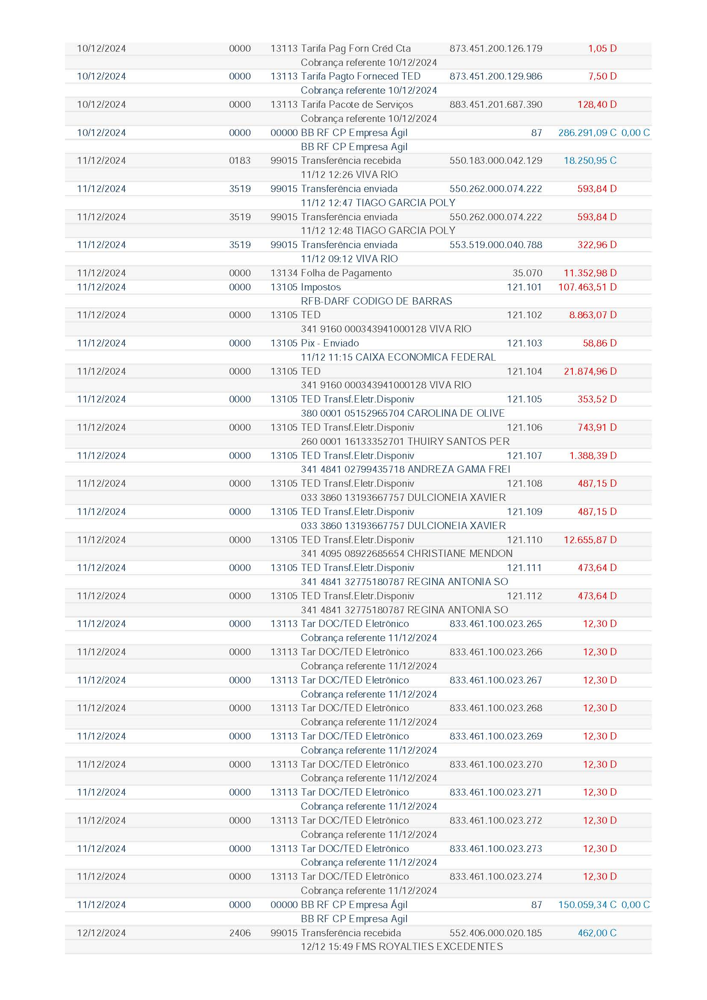 10/12/2024 0000 13113 Tarifa Pag Forn Créd Cta 873.451.200.126.179 1,05 D
Cobrança referente 10/12/2024
10/12/2024 0000 13113 Tarifa Pagto Forneced TED 873.451.200.129.986 7,50 D
Cobrança referente 10/12/2024
10/12/2024 0000 13113 Tarifa Pacote de Serviços 883.451.201.687.390 128,40 D
Cobrança referente 10/12/2024
10/12/2024 0000 00000 BB RF CP Empresa Ágil 87 286.291,09 C 0,00 C
BB RF CP Empresa Agil
11/12/2024 0183 99015 Transferência recebida 550.183.000.042.129 18.250,95 C
11/12 12:26 VIVA RIO
11/12/2024 3519 99015 Transferência enviada 550.262.000.074.222 593,84 D
11/12 12:47 TIAGO GARCIA POLY
11/12/2024 3519 99015 Transferência enviada 550.262.000.074.222 593,84 D
11/12 12:48 TIAGO GARCIA POLY
11/12/2024 3519 99015 Transferência enviada 553.519.000.040.788 322,96 D
11/12 09:12 VIVA RIO
11/12/2024 0000 13134 Folha de Pagamento 35.070 11.352,98 D
11/12/2024 0000 13105 Impostos 121.101 107.463,51 D
RFB-DARF CODIGO DE BARRAS
11/12/2024 0000 13105 TED 121.102 8.863,07 D
341 9160 000343941000128 VIVA RIO
11/12/2024 0000 13105 Pix - Enviado 121.103 58,86 D
11/12 11:15 CAIXA ECONOMICA FEDERAL
11/12/2024 0000 13105 TED 121.104 21.874,96 D
341 9160 000343941000128 VIVA RIO
11/12/2024 0000 13105 TED Transf.Eletr.Disponiv 121.105 353,52 D
380 0001 05152965704 CAROLINA DE OLIVE
11/12/2024 0000 13105 TED Transf.Eletr.Disponiv 121.106 743,91 D
260 0001 16133352701 THUIRY SANTOS PER
11/12/2024 0000 13105 TED Transf.Eletr.Disponiv 121.107 1.388,39 D
341 4841 02799435718 ANDREZA GAMA FREI
11/12/2024 0000 13105 TED Transf.Eletr.Disponiv 121.108 487,15 D
033 3860 13193667757 DULCIONEIA XAVIER
11/12/2024 0000 13105 TED Transf.Eletr.Disponiv 121.109 487,15 D
033 3860 13193667757 DULCIONEIA XAVIER
11/12/2024 0000 13105 TED Transf.Eletr.Disponiv 121.110 12.655,87 D
341 4095 08922685654 CHRISTIANE MENDON
11/12/2024 0000 13105 TED Transf.Eletr.Disponiv 121.111 473,64 D
341 4841 32775180787 REGINA ANTONIA SO
11/12/2024 0000 13105 TED Transf.Eletr.Disponiv 121.112 473,64 D
341 4841 32775180787 REGINA ANTONIA SO
11/12/2024 0000 13113 Tar DOC/TED Eletrônico 833.461.100.023.265 12,30 D
Cobrança referente 11/12/2024
11/12/2024 0000 13113 Tar DOC/TED Eletrônico 833.461.100.023.266 12,30 D
Cobrança referente 11/12/2024
11/12/2024 0000 13113 Tar DOC/TED Eletrônico 833.461.100.023.267 12,30 D
Cobrança referente 11/12/2024
11/12/2024 0000 13113 Tar DOC/TED Eletrônico 833.461.100.023.268 12,30 D
Cobrança referente 11/12/2024
11/12/2024 0000 13113 Tar DOC/TED Eletrônico 833.461.100.023.269 12,30 D
Cobrança referente 11/12/2024
11/12/2024 0000 13113 Tar DOC/TED Eletrônico 833.461.100.023.270 12,30 D
Cobrança referente 11/12/2024
11/12/2024 0000 13113 Tar DOC/TED Eletrônico 833.461.100.023.271 12,30 D
Cobrança referente 11/12/2024
11/12/2024 0000 13113 Tar DOC/TED Eletrônico 833.461.100.023.272 12,30 D
Cobrança referente 11/12/2024
11/12/2024 0000 13113 Tar DOC/TED Eletrônico 833.461.100.023.273 12,30 D
Cobrança referente 11/12/2024
11/12/2024 0000 13113 Tar DOC/TED Eletrônico 833.461.100.023.274 12,30 D
Cobrança referente 11/12/2024
11/12/2024 0000 00000 BB RF CP Empresa Ágil 87 150.059,34 C 0,00 C
BB RF CP Empresa Agil
12/12/2024 2406 99015 Transferência recebida 552.406.000.020.185 462,00 C
12/12 15:49 FMS ROYALTIES EXCEDENTES